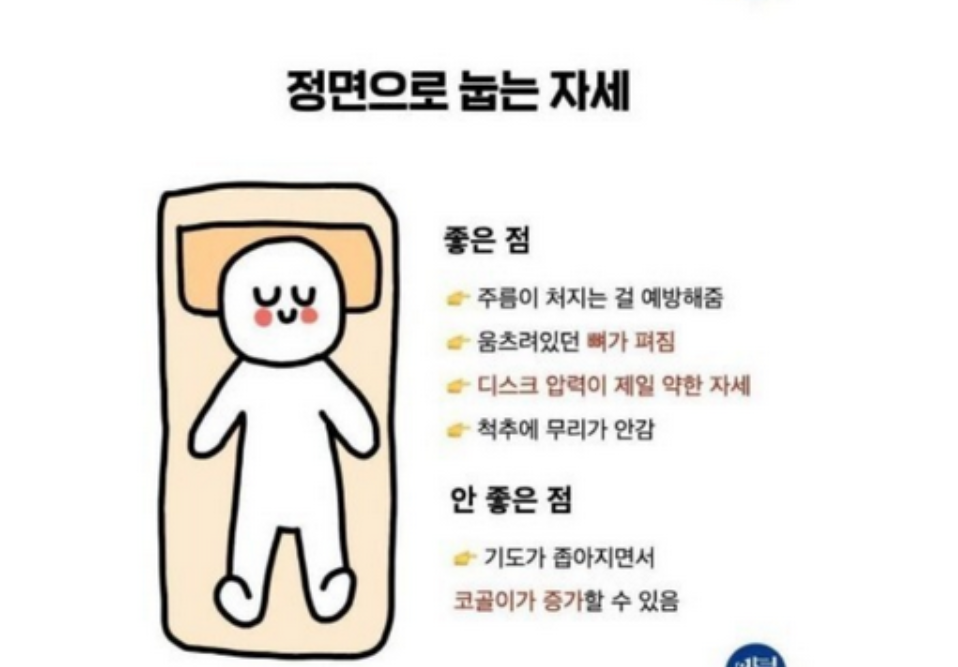 정면으로 눕는 자세
좋은 점
👉 주름이 처지는 걸 예방해줌
👉 움츠려있던 뼈가 펴짐
👉 디스크 압력이 제일 약한 자세
👉 척추에 무리가 안감
안 좋은 점
👉 기도가 좁아지면서
코골이가 증가할 수 있음